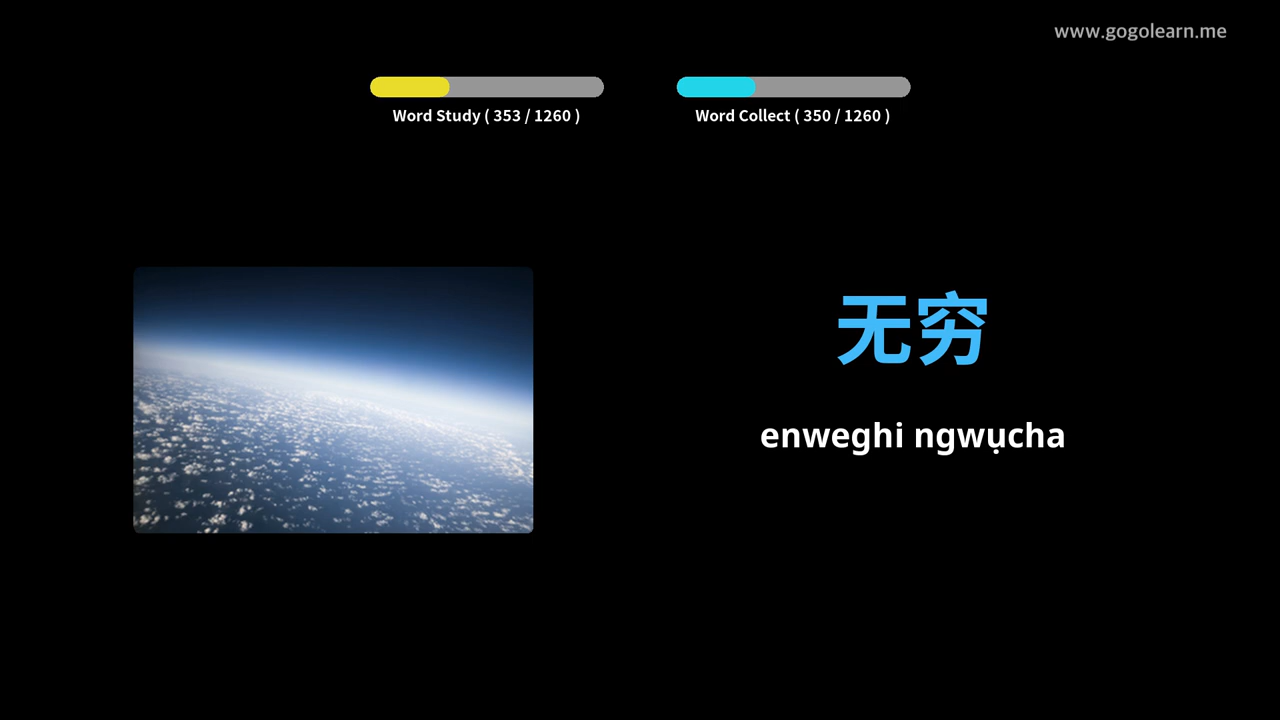 www.gogolearn.me
Word Study ( 353 / 1260 )
Word Collect ( 350 / 1260 )
无穷
enweghi ngwụcha